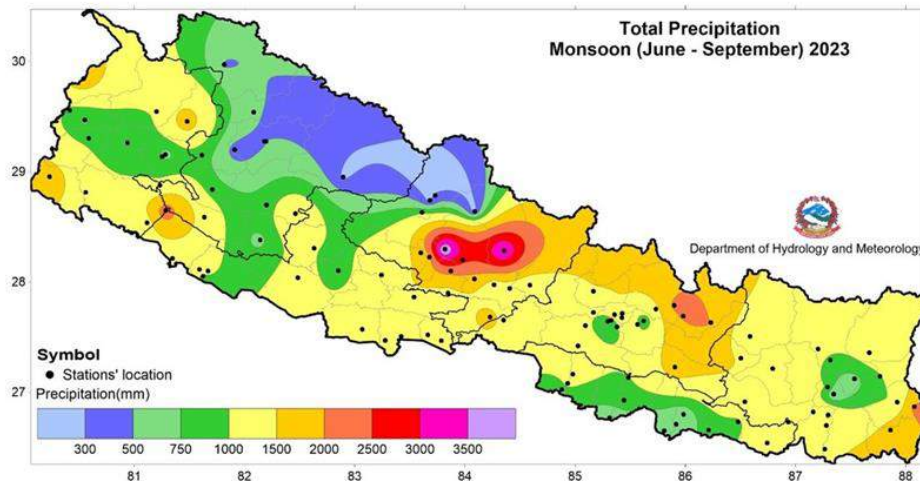 Total Precipitation
Monsoon (June - September) 2023
30
29
28
27
Department of Hydrology and Meteorology
Symbol
Stations' location
Precipitation(mm)
300 500 750 1000 1500 2000 2500 3000 3500
81 82 83 84 85 86 87 88